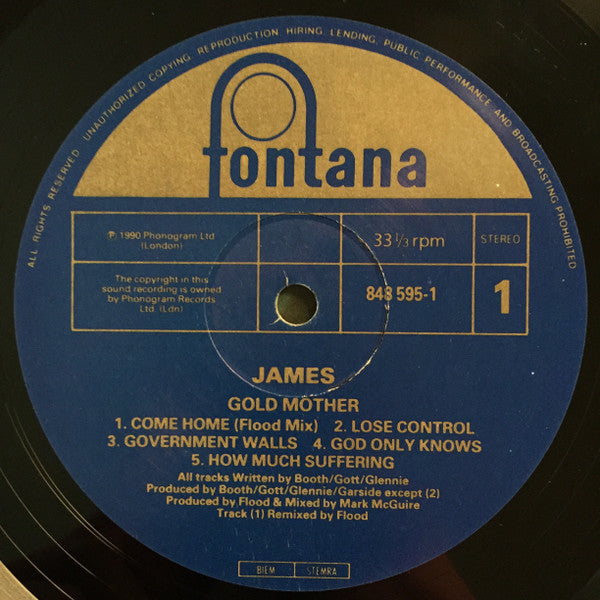 ALL RIGHTS RESERVED. UNAUTHORIZED COPYING, REPRODUCTION, HIRING, LENDING, PUBLIC PERFORMANCE AND BROADCASTING PROHIBITED.
fontana
℗ 1990 Phonogram Ltd
(London)
33 1/3 rpm
STEREO
The copyright in this
sound recording is owned
by Phonogram Records
Ltd. (Ldn)
848 595-1
1
JAMES
GOLD MOTHER
1. COME HOME (Flood Mix) 2. LOSE CONTROL
3. GOVERNMENT WALLS 4. GOD ONLY KNOWS
5. HOW MUCH SUFFERING
All tracks Written by Booth/Gott/Glennie
Produced by Booth/Gott/Glennie/Garside except (2)
Produced by Flood & Mixed by Mark McGuire
Track (1) Remixed by Flood
BIEM STEMRA